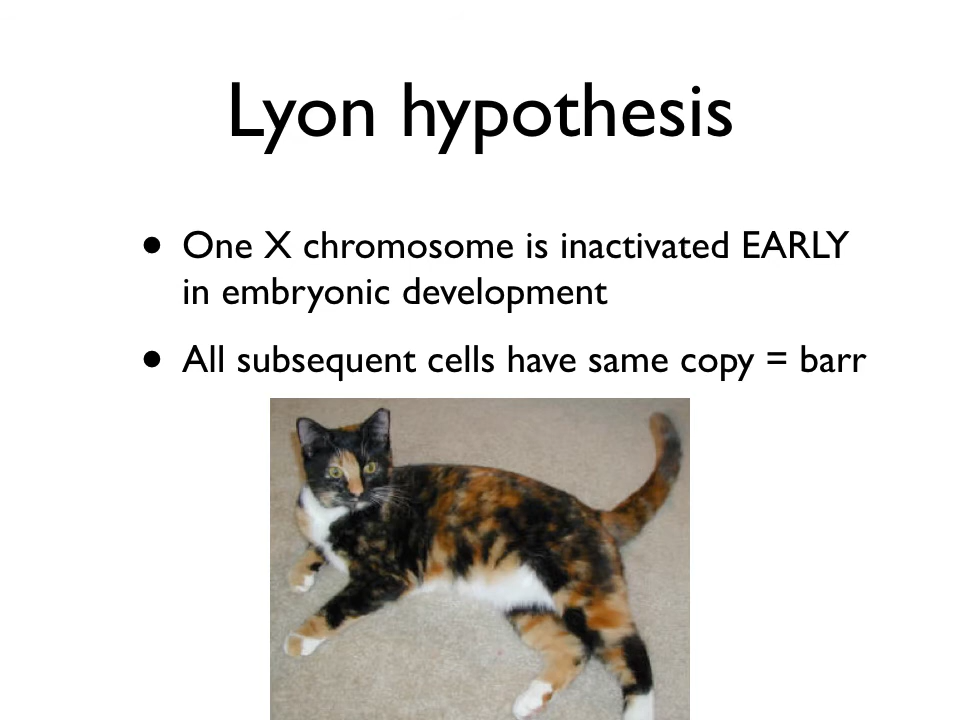 Lyon hypothesis
• One X chromosome is inactivated EARLY
in embryonic development
• All subsequent cells have same copy = barr